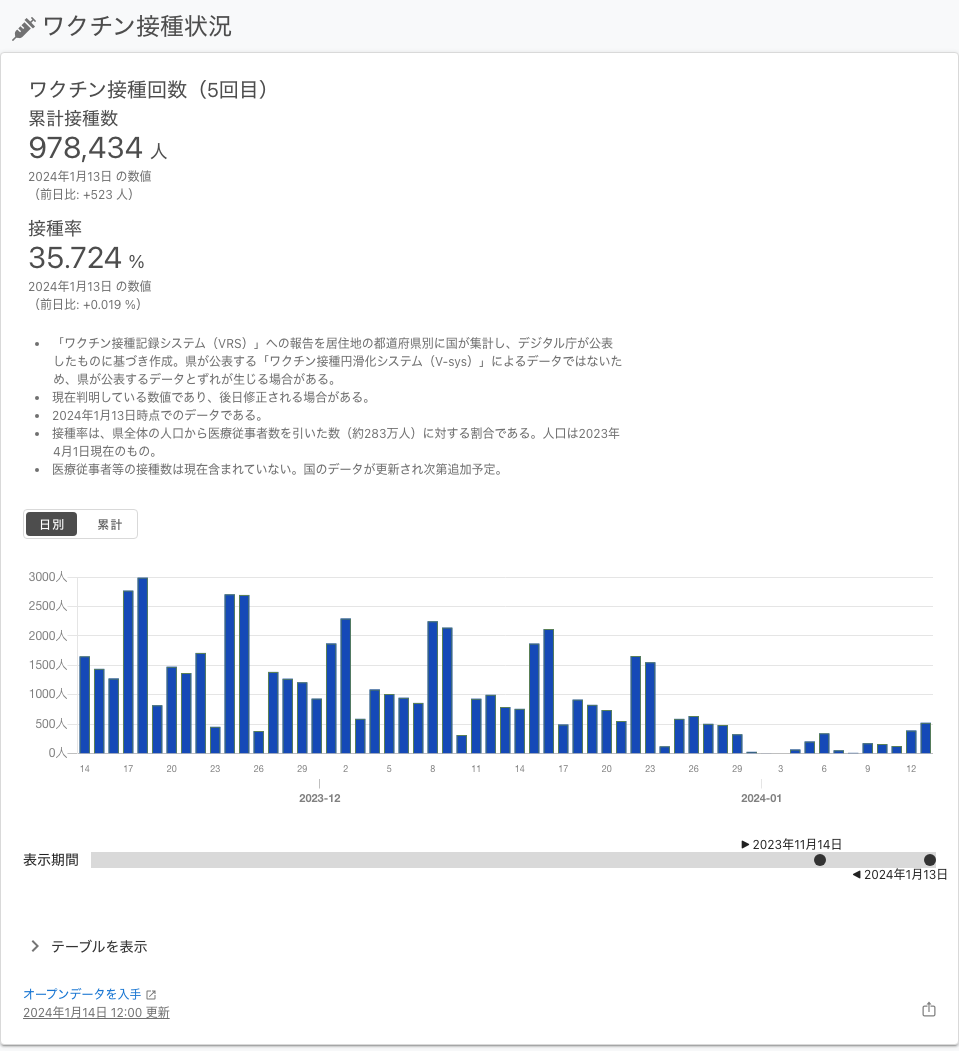 ワクチン接種状況
ワクチン接種回数（5回目）
累計接種数
978,434 人
2024年1月13日 の数値
（前日比: +523 人）
接種率
35.724 %
2024年1月13日 の数値
（前日比: +0.019 %）
• 「ワクチン接種記録システム（VRS）」への報告を居住地の都道府県別に国が集計し、デジタル庁が公表
したものに基づき作成。県が公表する「ワクチン接種円滑化システム（V-sys）」によるデータではないた
め、県が公表するデータとずれが生じる場合がある。
• 現在判明している数値であり、後日修正される場合がある。
• 2024年1月13日時点でのデータである。
• 接種率は、県全体の人口から医療従事者数を引いた数（約283万人）に対する割合である。人口は2023年
4月1日現在のもの。
• 医療従事者等の接種数は現在含まれていない。国のデータが更新され次第追加予定。
日別 累計
3000人
2500人
2000人
1500人
1000人
500人
0人
14 17 20 23 26 29 2 5 8 11 14 17 20 23 26 29 3 6 9 12
2023-12 2024-01
▶ 2023年11月14日
表示期間
◀ 2024年1月13日
テーブルを表示
オープンデータを入手
2024年1月14日 12:00 更新